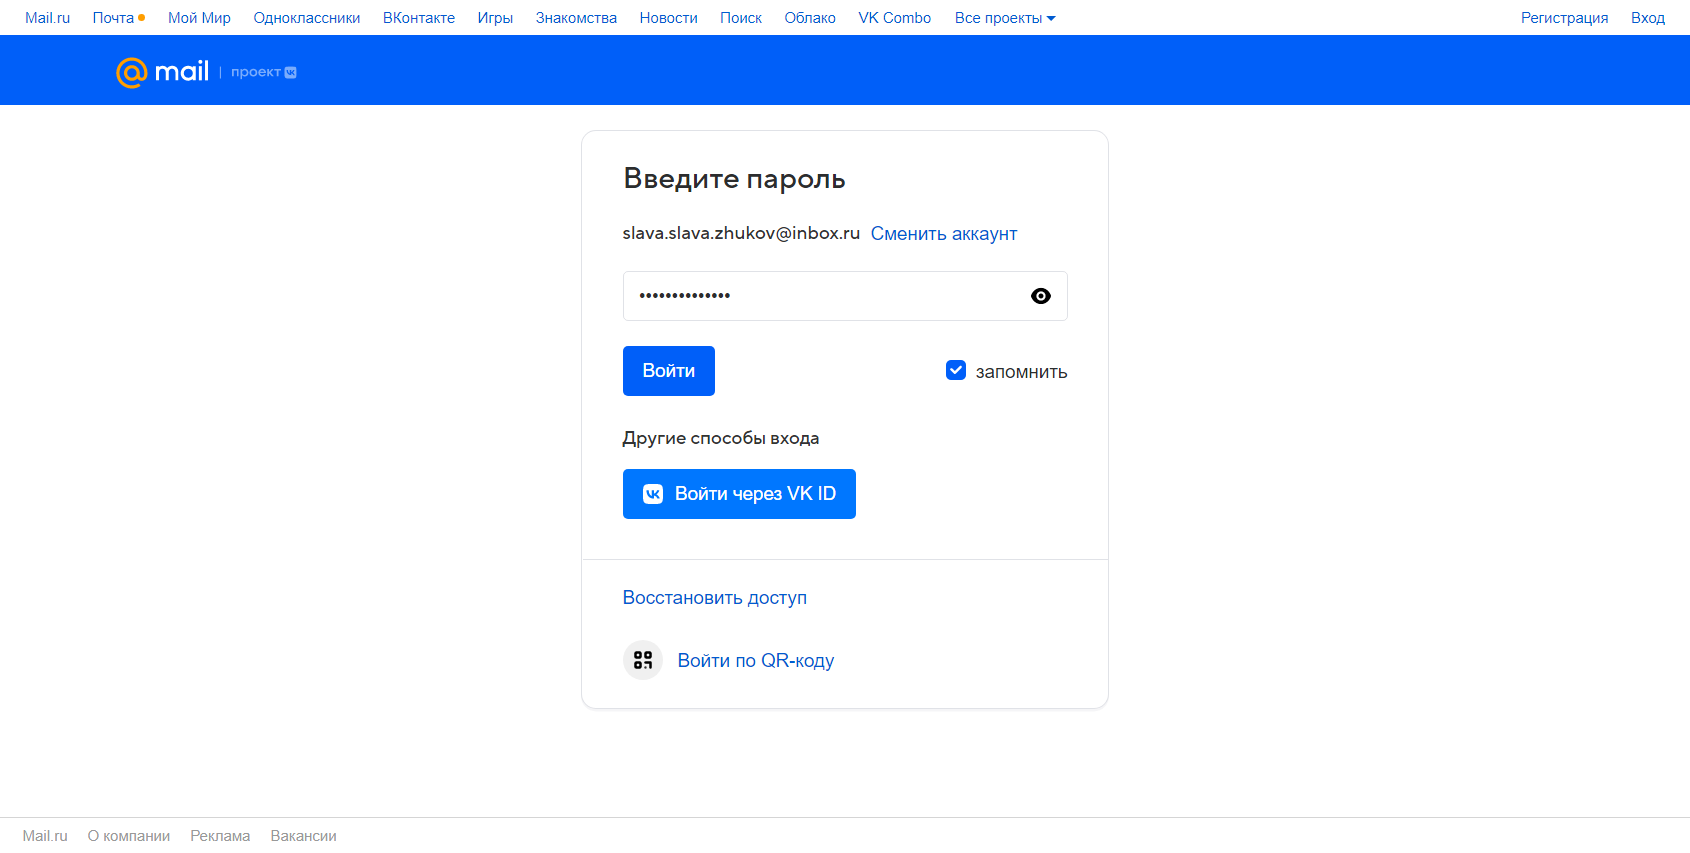 Mail.ru Почта Мой Мир Одноклассники ВКонтакте Игры Знакомства Новости Поиск Облако VK Combo Все проекты Регистрация Вход
@mail | проект
Введите пароль
slava.slava.zhukov@inbox.ru Сменить аккаунт
••••••••••••••
Войти запомнить
Другие способы входа
Войти через VK ID
Восстановить доступ
Войти по QR-коду
Mail.ru О компании Реклама Вакансии